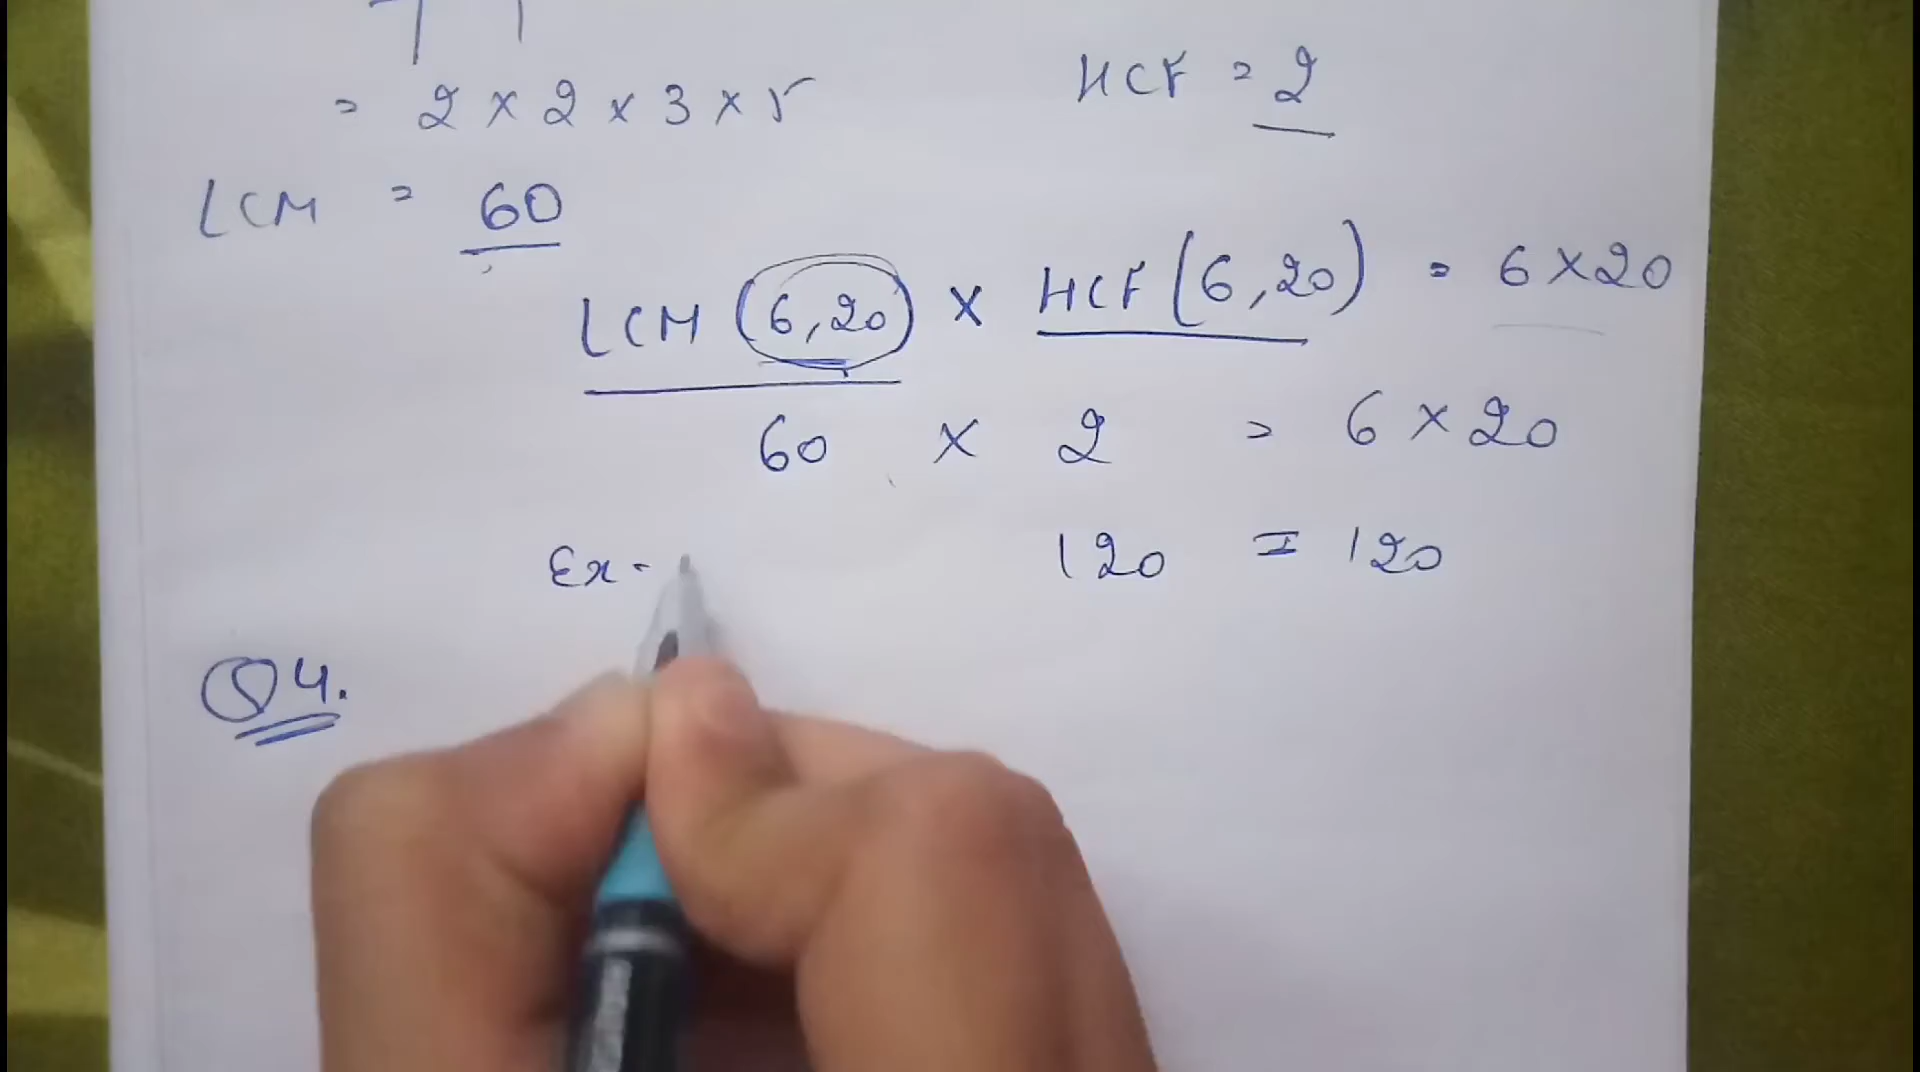 = 2 × 2 × 3 × 5
HCF = 2
LCM = 60
LCM (6,20) × HCF (6,20) = 6 × 20
60 × 2 = 6 × 20
120 = 120
Ex -
Q4.